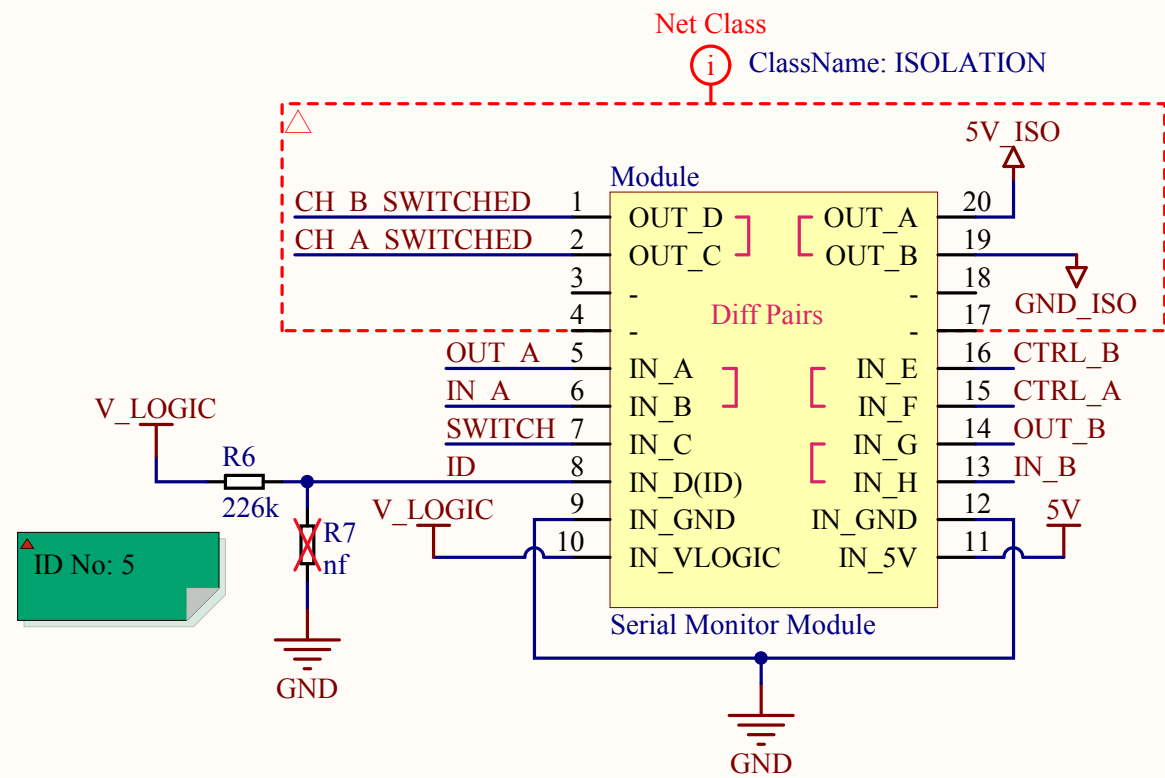 Net Class
i ClassName: ISOLATION
5V_ISO
Module
CH_B_SWITCHED 1 OUT_D OUT_A 20
CH_A_SWITCHED 2 OUT_C OUT_B 19
3 - - 18
GND_ISO
4 - Diff Pairs - 17
OUT_A 5 IN_A IN_E 16 CTRL_B
IN_A 6 IN_B IN_F 15 CTRL_A
V_LOGIC
SWITCH 7 IN_C IN_G 14 OUT_B
R6
226k
ID 8 IN_D(ID) IN_H 13 IN_B
V_LOGIC
9 IN_GND IN_GND 12
5V
R7
nf
10 IN_VLOGIC IN_5V 11
ID No: 5
Serial Monitor Module
GND
GND